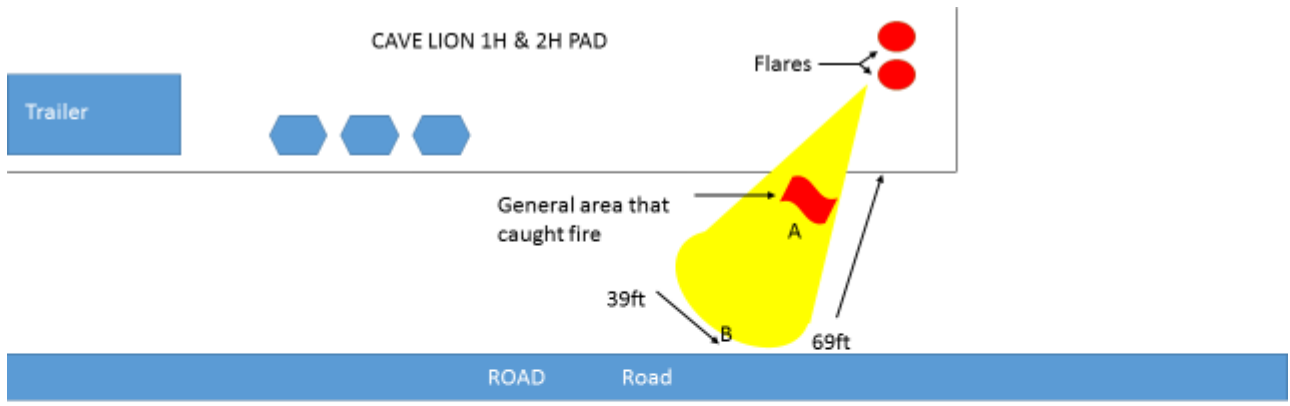 CAVE LION 1H & 2H PAD
Flares
Trailer
General area that
caught fire
A
39ft
B
69ft
ROAD
Road